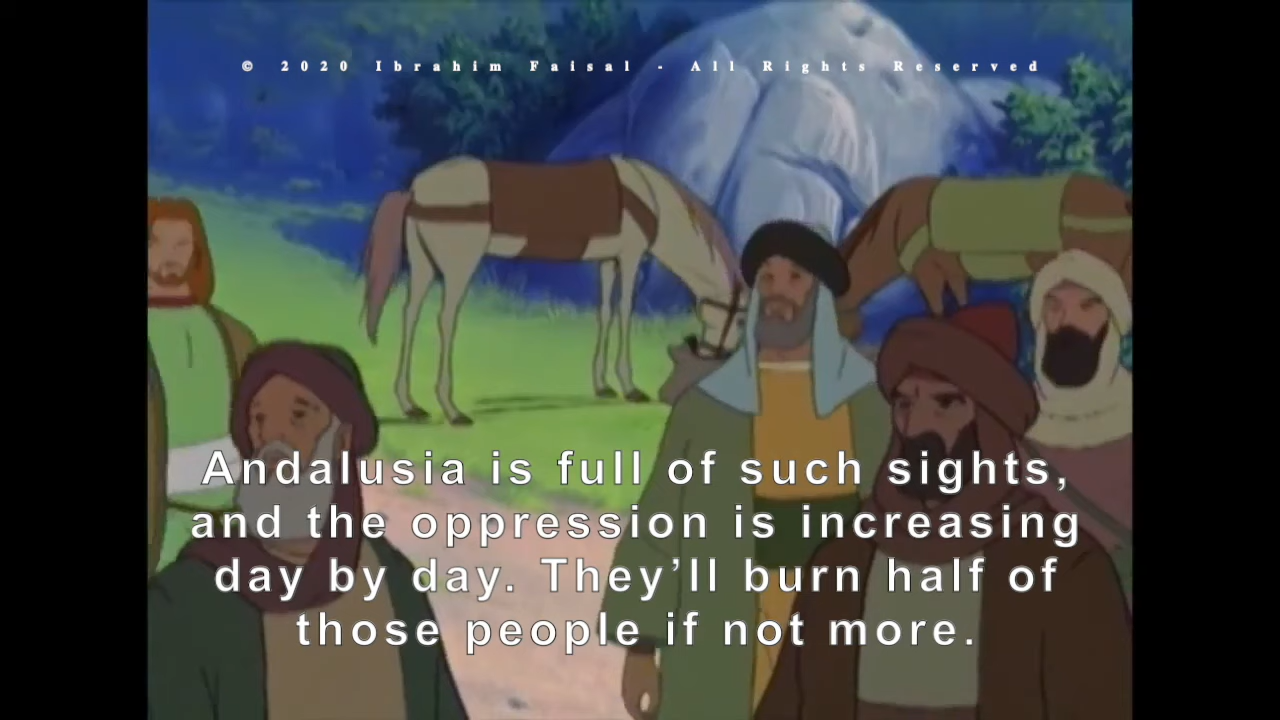 © 2020 Ibrahim Faisal - All Rights Reserved
Andalusia is full of such sights,
and the oppression is increasing
day by day. They’ll burn half of
those people if not more.